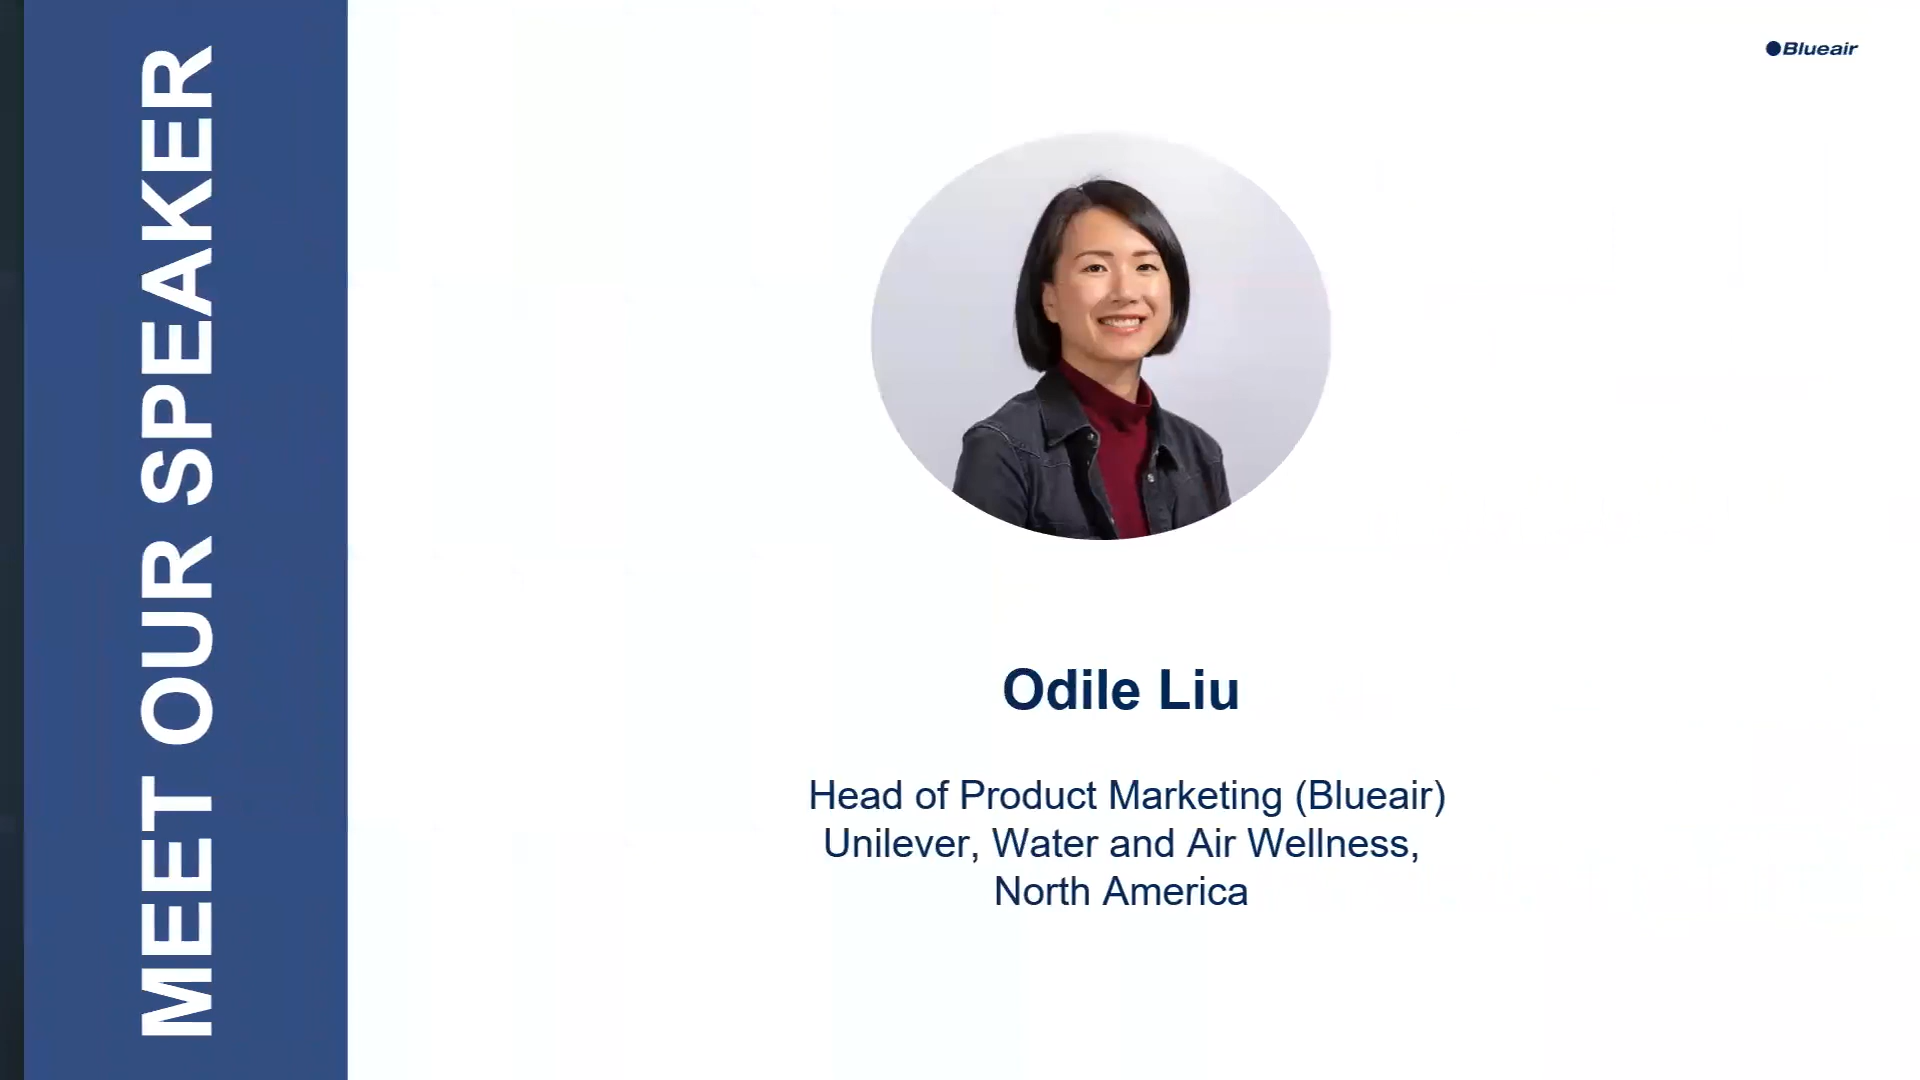 MEET OUR SPEAKER
Blueair
Odile Liu
Head of Product Marketing (Blueair)
Unilever, Water and Air Wellness,
North America